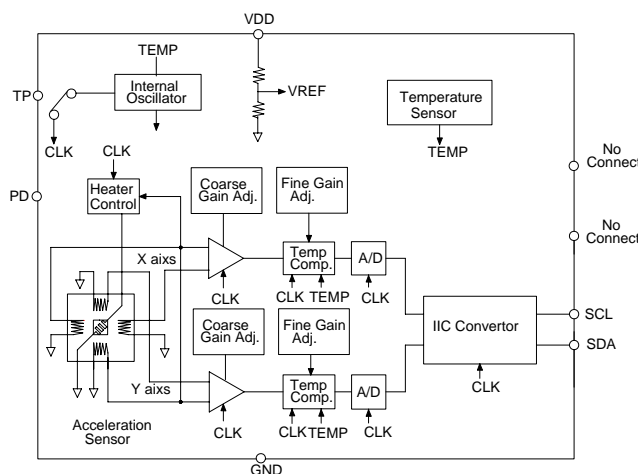 VDD
TEMP
Internal
Oscillator
TP
VREF
Temperature
Sensor
CLK
TEMP
CLK
No
Connect
PD
Heater
Control
Coarse
Gain Adj.
Fine Gain
Adj.
No
Connect
X aixs
Temp
Comp.
A/D
CLK
CLK
TEMP
CLK
Coarse
Gain Adj.
Fine Gain
Adj.
IIC Convertor
SCL
SDA
Y aixs
Temp
Comp.
A/D
CLK
CLK
CLK
TEMP
CLK
Acceleration
Sensor
GND